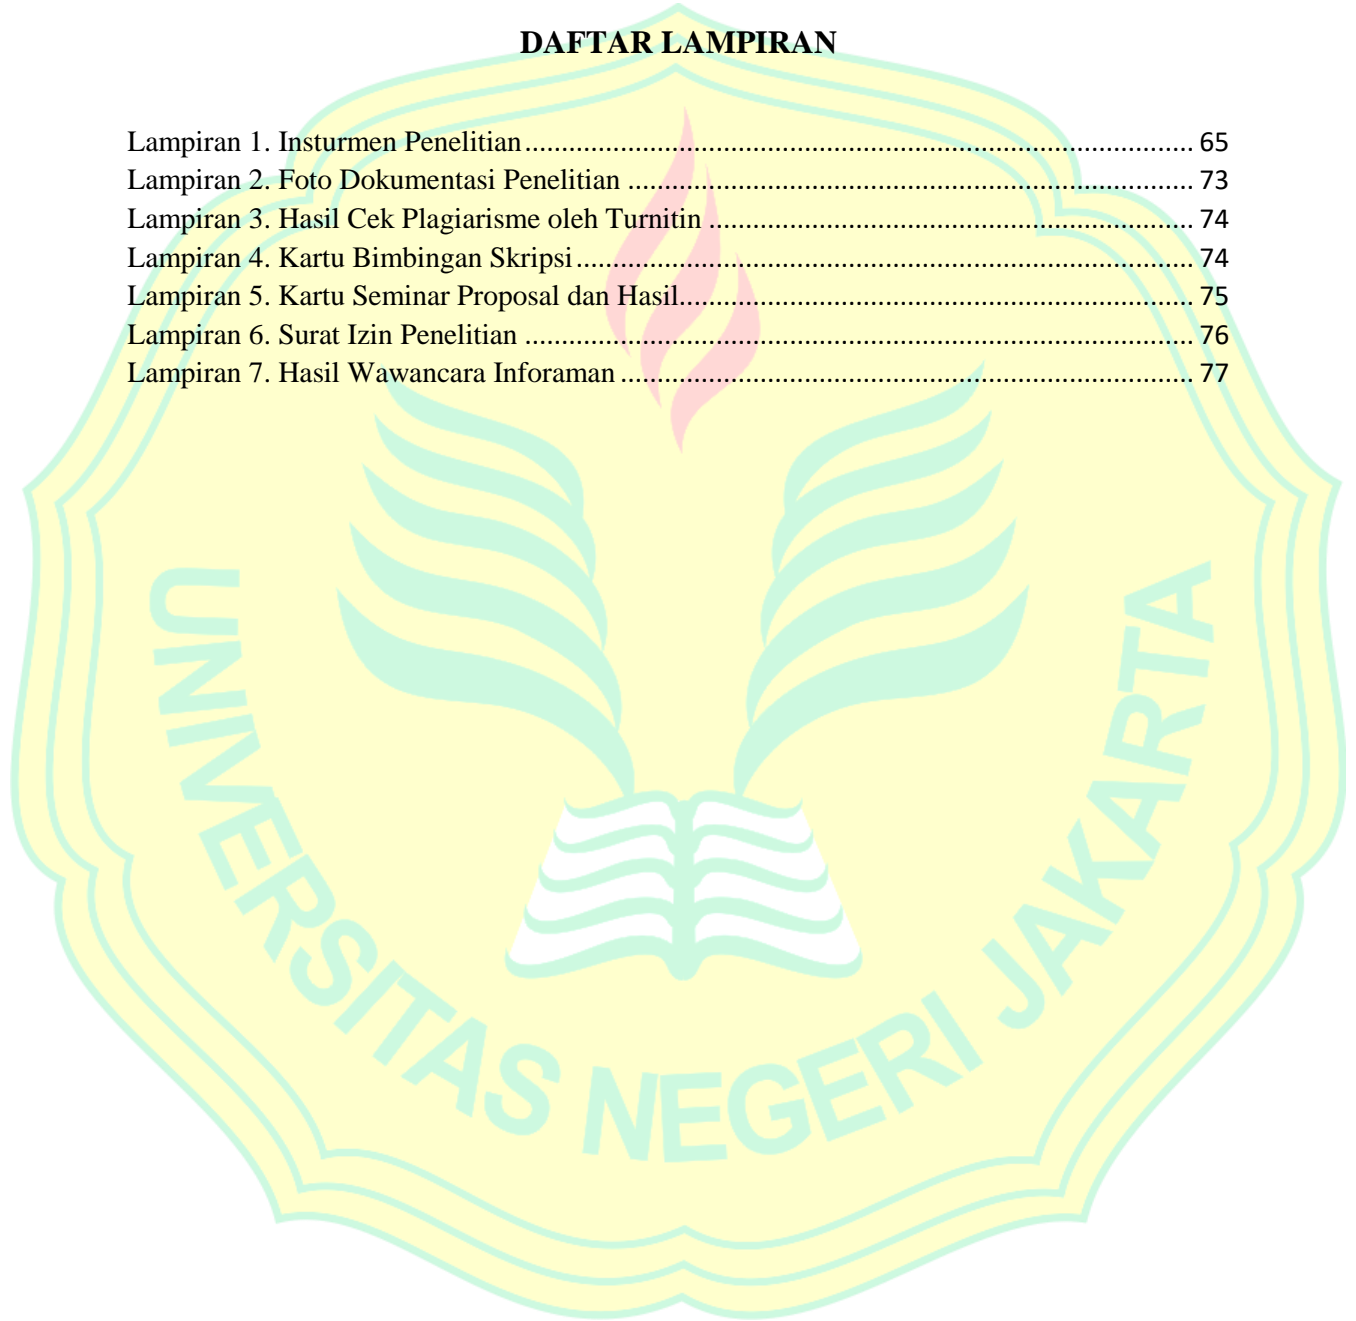 DAFTAR LAMPIRAN
Lampiran 1. Insturmen Penelitian........................................................................................... 65
Lampiran 2. Foto Dokumentasi Penelitian ............................................................................. 73
Lampiran 3. Hasil Cek Plagiarisme oleh Turnitin .................................................................. 74
Lampiran 4. Kartu Bimbingan Skripsi.................................................................................... 74
Lampiran 5. Kartu Seminar Proposal dan Hasil...................................................................... 75
Lampiran 6. Surat Izin Penelitian ........................................................................................... 76
Lampiran 7. Hasil Wawancara Inforaman .............................................................................. 77
UNIVERSITAS NEGERI JAKARTA